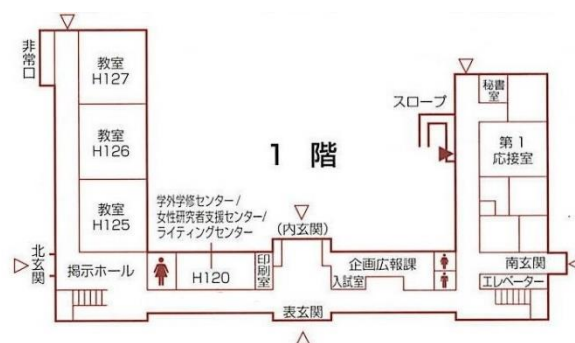 非常口
教室
H127
教室
H126
教室
H125
北玄関
掲示ホール
学外学修センター/
女性研究者支援センター/
ライティングセンター
H120
印刷室
1 階
(内玄関)
企画広報課
入試室
表玄関
スロープ
秘書室
第1
応接室
南玄関
エレベーター